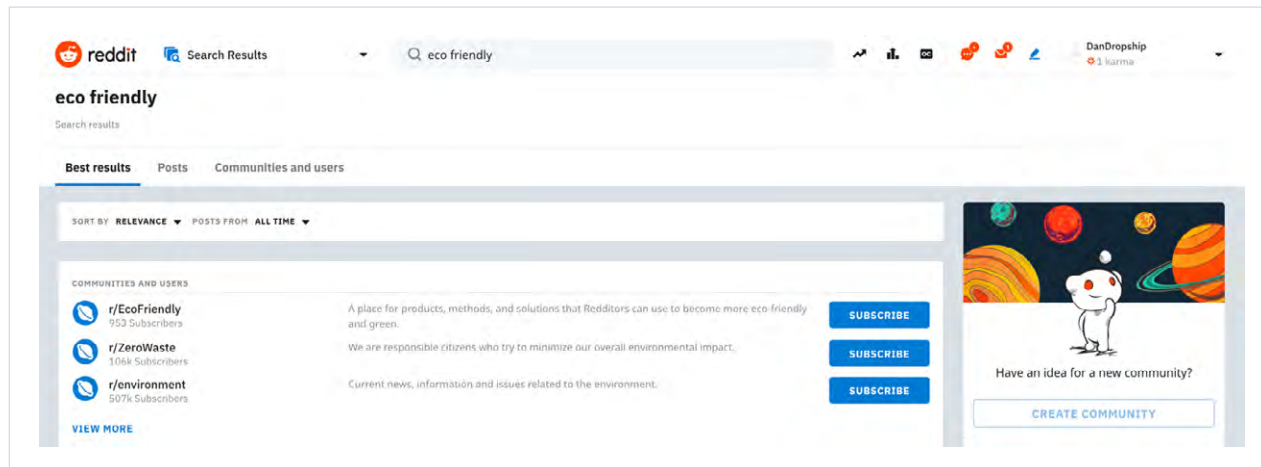 reddit Search Results eco friendly DanDropship
1 karma
eco friendly
Search results
Best results Posts Communities and users
SORT BY RELEVANCE POSTS FROM ALL TIME
COMMUNITIES AND USERS
r/EcoFriendly
953 Subscribers
A place for products, methods, and solutions that Redditors can use to become more eco friendly
and green.
SUBSCRIBE
r/ZeroWaste
106k Subscribers
We are responsible citizens who try to minimize our overall environmental impact.
SUBSCRIBE
r/environment
507k Subscribers
Current news, information and issues related to the environment.
SUBSCRIBE
VIEW MORE
Have an idea for a new community?
CREATE COMMUNITY